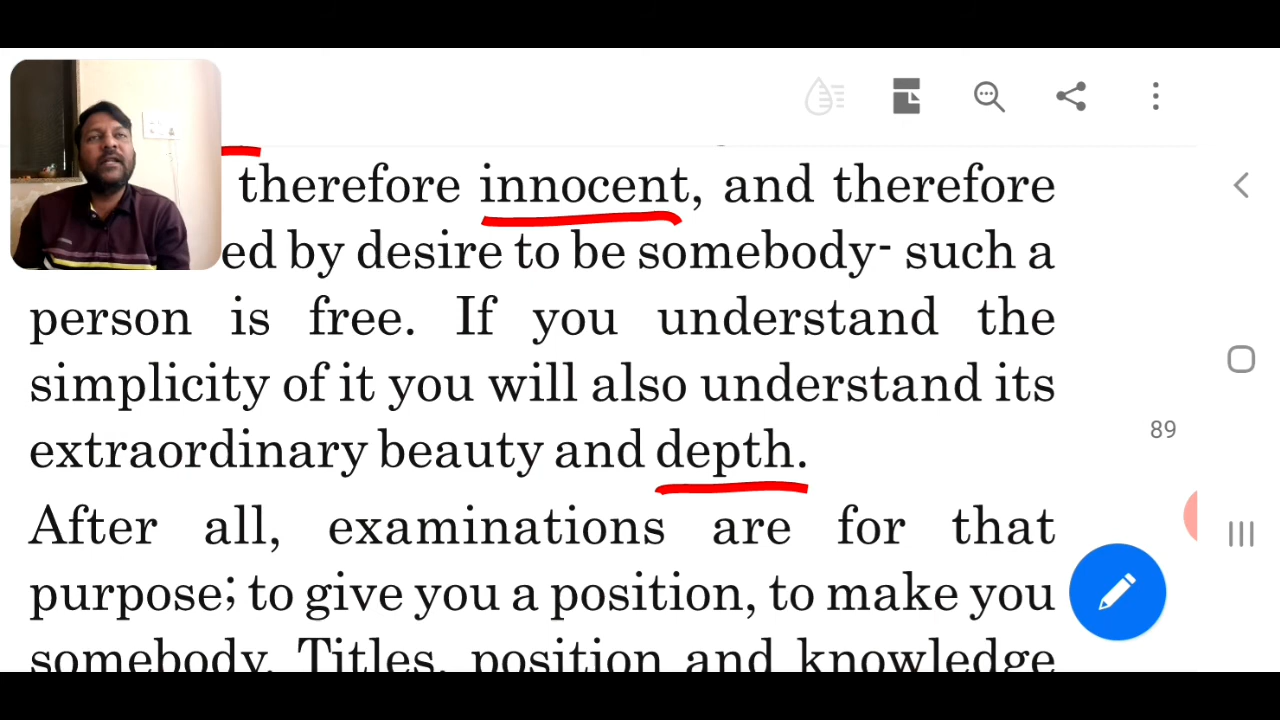 therefore innocent, and therefore
ed by desire to be somebody- such a
person is free. If you understand the
simplicity of it you will also understand its
extraordinary beauty and depth.
After all, examinations are for that
purpose; to give you a position, to make you
somebody. Titles, position and knowledge
89